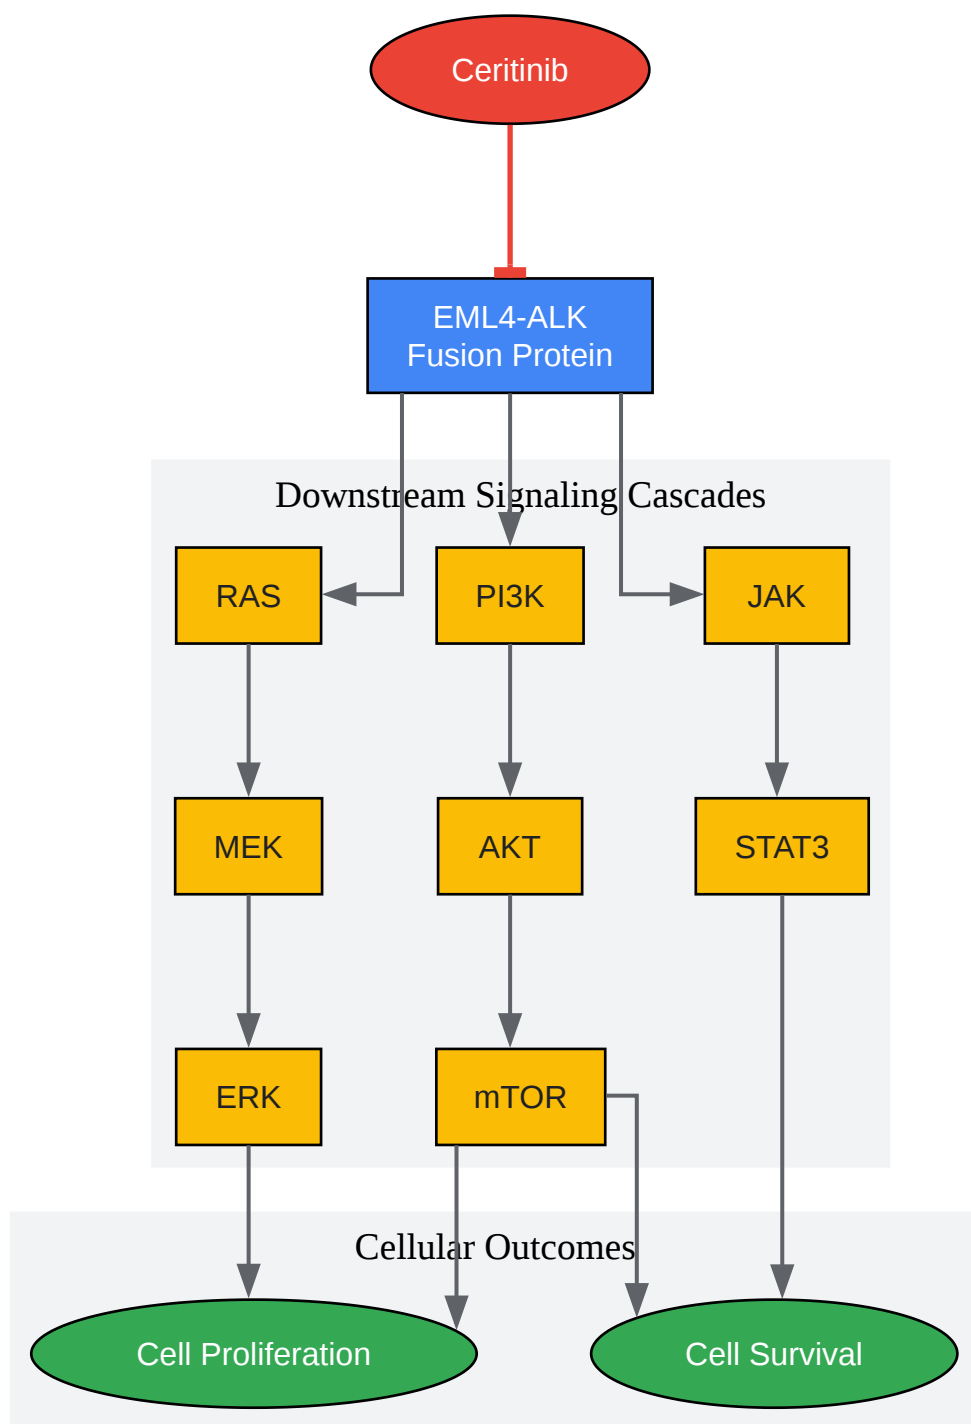 Ceritinib
EML4-ALK
Fusion Protein
Downstream Signaling Cascades
RAS
PI3K
JAK
MEK
AKT
STAT3
ERK
mTOR
Cellular Outcomes
Cell Proliferation
Cell Survival